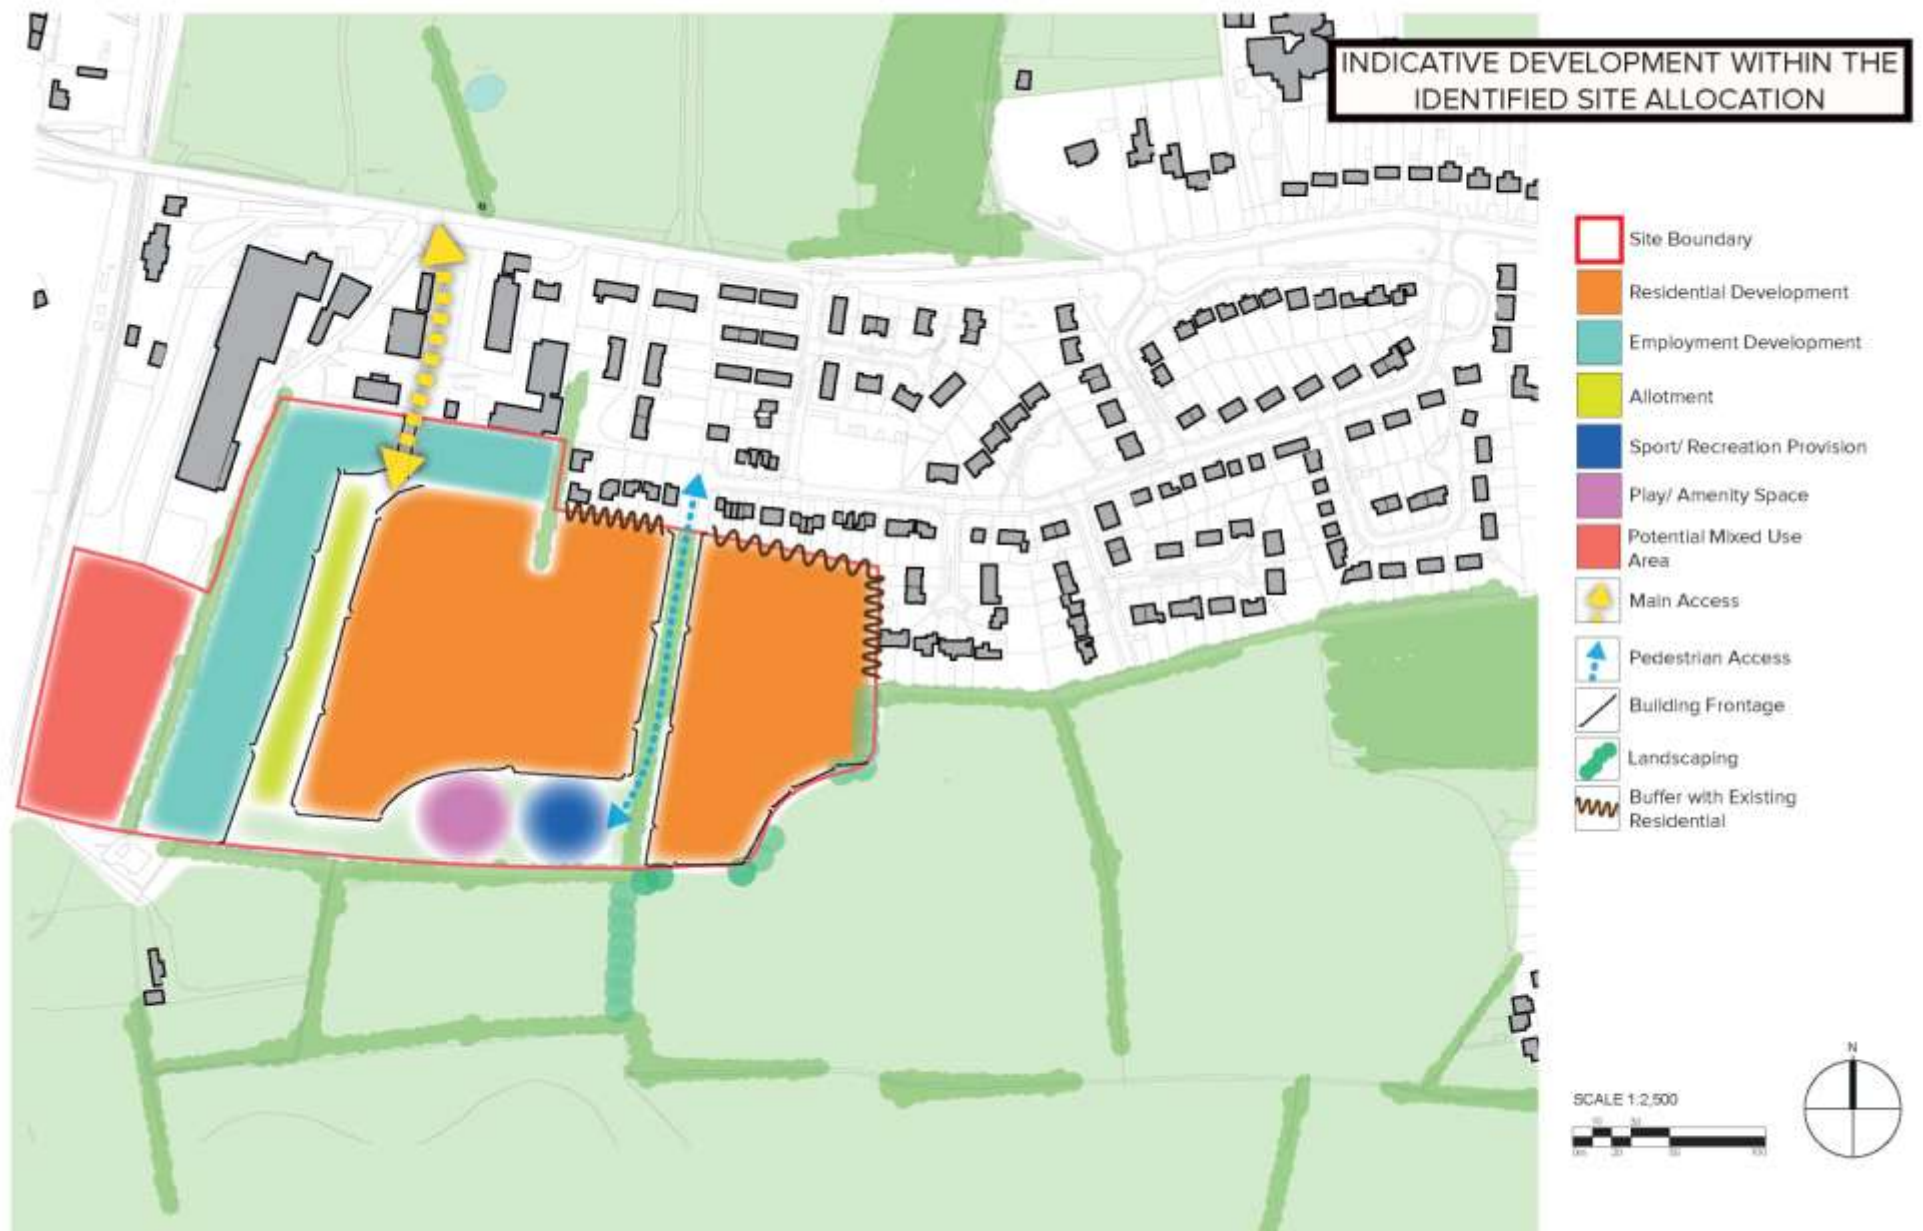 INDICATIVE DEVELOPMENT WITHIN THE
IDENTIFIED SITE ALLOCATION
Site Boundary
Residential Development
Employment Development
Allotment
Sport/ Recreation Provision
Play/ Amenity Space
Potential Mixed Use
Area
Main Access
Pedestrian Access
Building Frontage
Landscaping
Buffer with Existing
Residential
N
SCALE 1:2,500